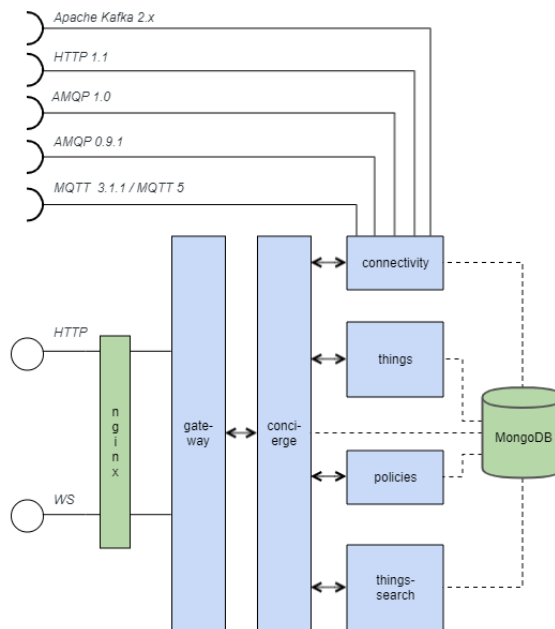 Apache Kafka 2.x
HTTP 1.1
AMQP 1.0
AMQP 0.9.1
MQTT 3.1.1 / MQTT 5
connectivity
HTTP
things
nginx
gate-
way
conci-
erge
MongoDB
policies
WS
things-
search